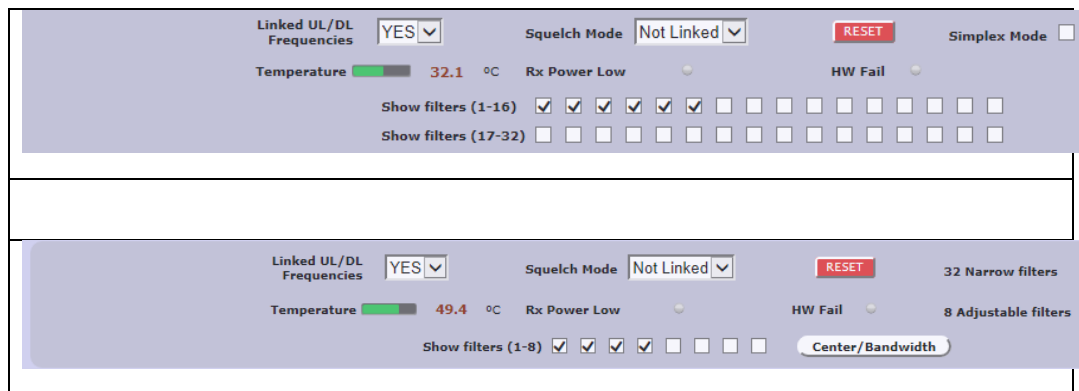 Linked UL/DL Frequencies YES Squelch Mode Not Linked RESET Simplex Mode
Temperature 32.1 ºC Rx Power Low HW Fail
Show filters (1-16)
Show filters (17-32)
Linked UL/DL Frequencies YES Squelch Mode Not Linked RESET 32 Narrow filters
Temperature 49.4 ºC Rx Power Low HW Fail 8 Adjustable filters
Show filters (1-8) Center/Bandwidth